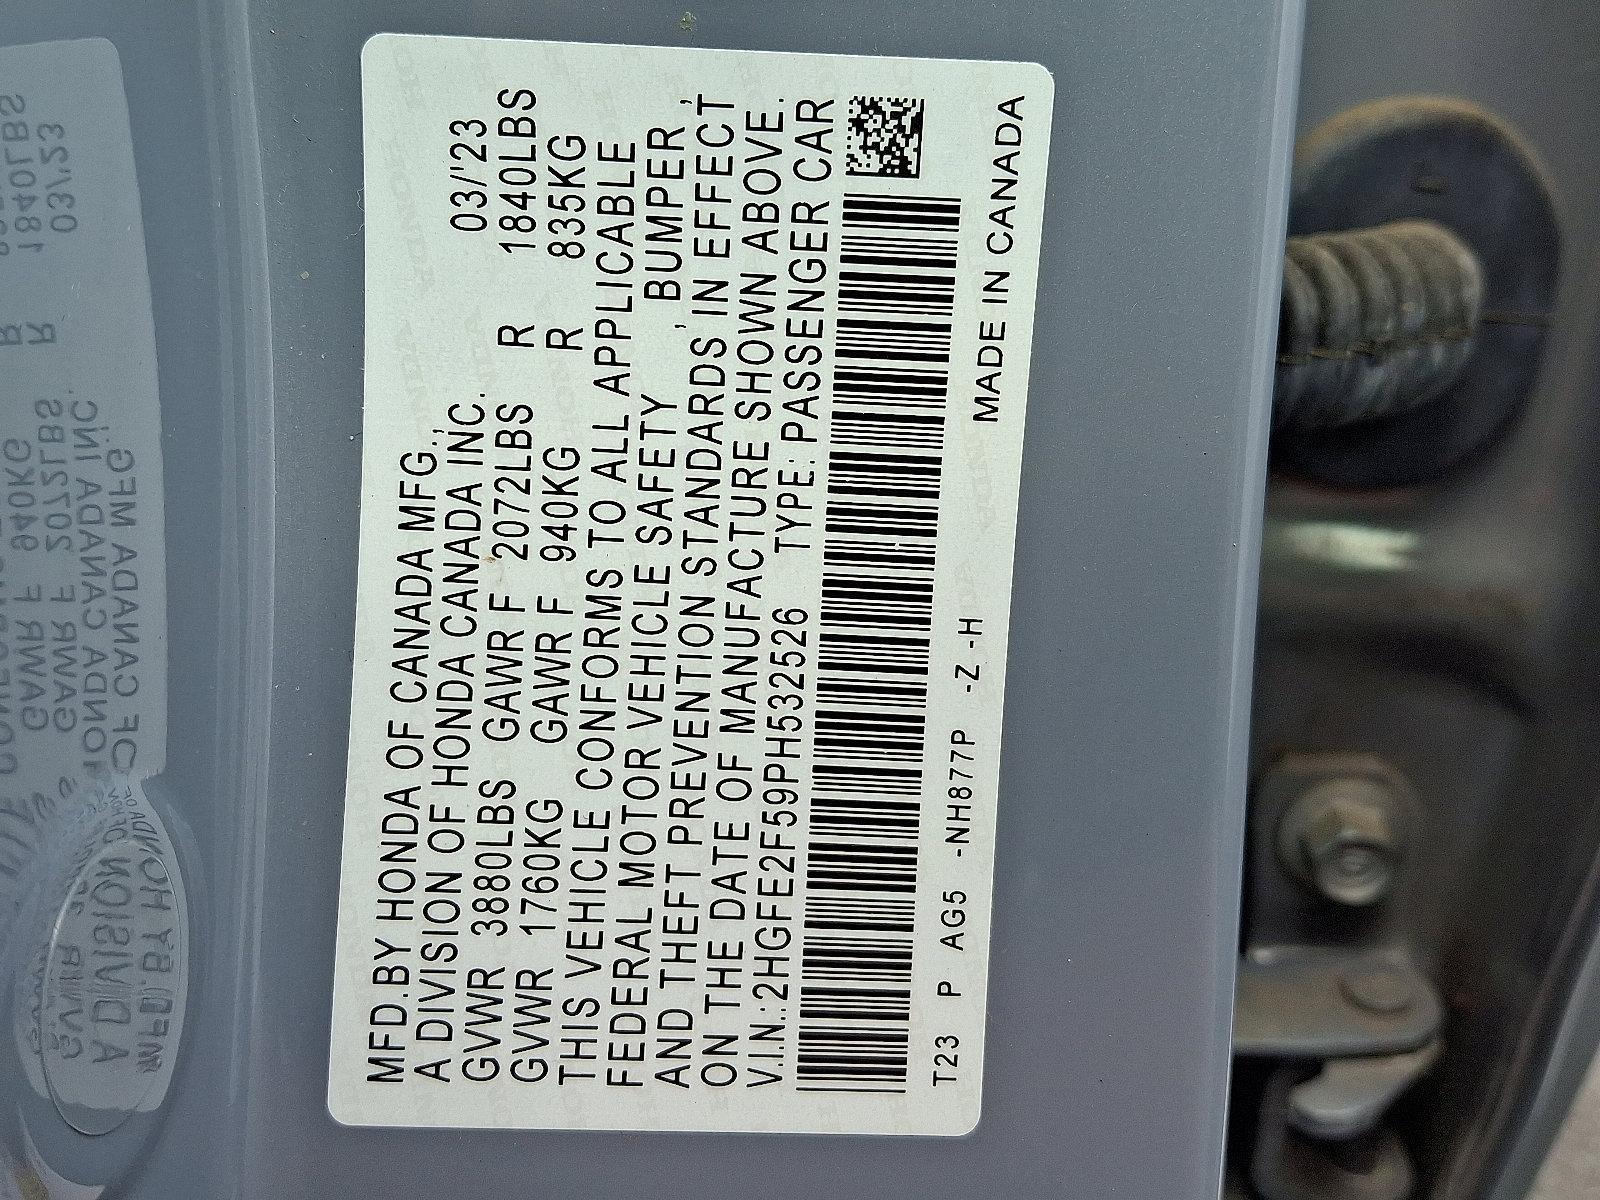 MFD.BY HONDA OF CANADA MFG.,
A DIVISION OF HONDA CANADA INC. 03/'23
GVWR 3880LBS GAWR F 2072LBS R 1840LBS
GVWR 1760KG GAWR F 940KG R 835KG
THIS VEHICLE CONFORMS TO ALL APPLICABLE
FEDERAL MOTOR VEHICLE SAFETY , BUMPER ,
AND THEFT PREVENTION STANDARDS IN EFFECT
ON THE DATE OF MANUFACTURE SHOWN ABOVE.
V.I.N.:2HGFE2F59PH532526 TYPE: PASSENGER CAR
T23 P AG5 -NH877P -Z -H MADE IN CANADA